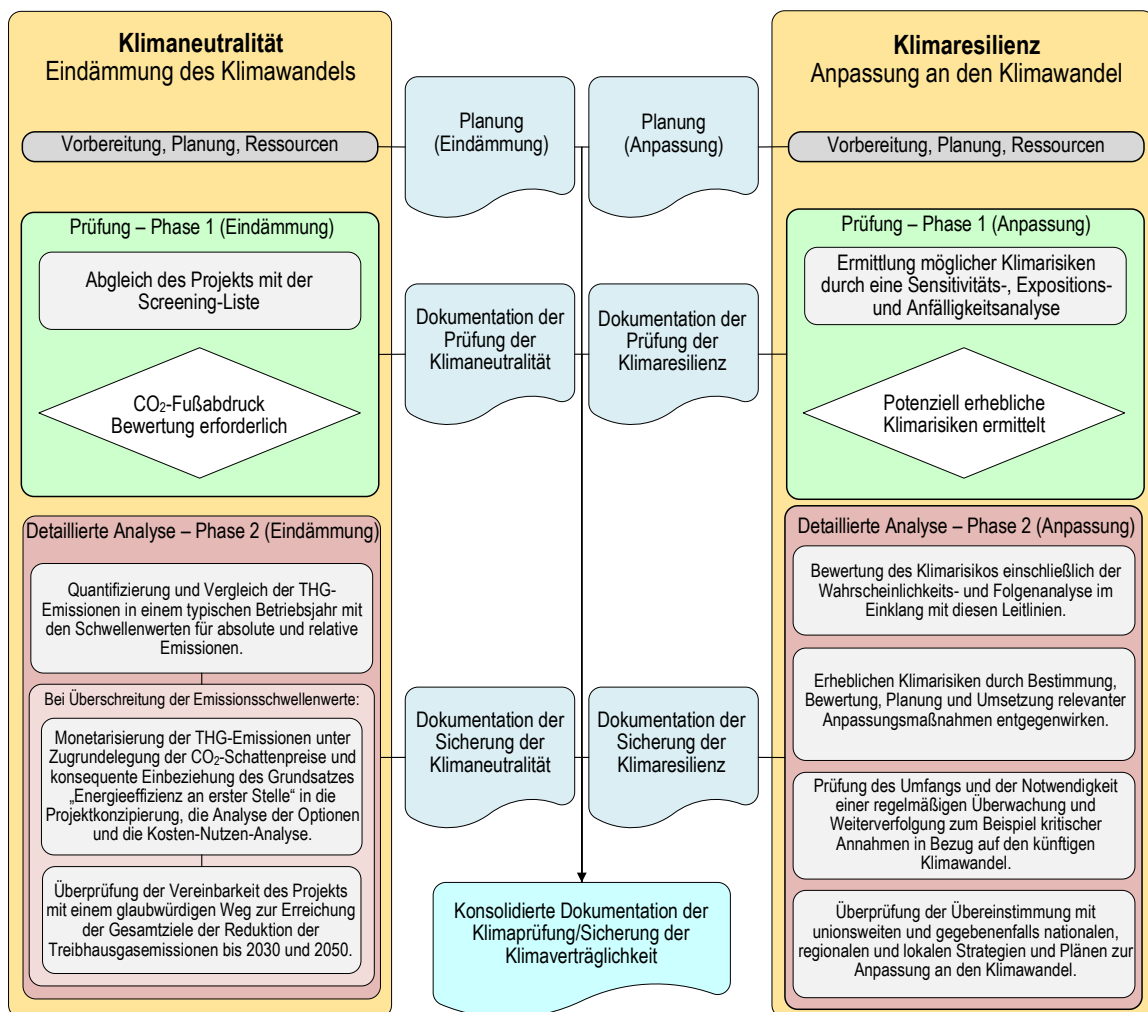 Klimaneutralität
Eindämmung des Klimawandels
Vorbereitung, Planung, Ressourcen
Prüfung – Phase 1 (Eindämmung)
Abgleich des Projekts mit der
Screening-Liste
CO₂-Fußabdruck
Bewertung erforderlich
Detaillierte Analyse – Phase 2 (Eindämmung)
Quantifizierung und Vergleich der THG-
Emissionen in einem typischen Betriebsjahr mit
den Schwellenwerten für absolute und relative
Emissionen.
Bei Überschreitung der Emissionsschwellenwerte:
Monetarisierung der THG-Emissionen unter
Zugrundelegung der CO₂-Schattenpreise und
konsequente Einbeziehung des Grundsatzes
„Energieeffizienz an erster Stelle“ in die
Projektkonzipierung, die Analyse der Optionen
und die Kosten-Nutzen-Analyse.
Überprüfung der Vereinbarkeit des Projekts
mit einem glaubwürdigen Weg zur Erreichung
der Gesamtziele der Reduktion der
Treibhausgasemissionen bis 2030 und 2050.
Planung
(Eindämmung)
Planung
(Anpassung)
Dokumentation der
Prüfung der
Klimaneutralität
Dokumentation der
Prüfung der
Klimaresilienz
Dokumentation der
Sicherung der
Klimaneutralität
Dokumentation der
Sicherung der
Klimaresilienz
Konsolidierte Dokumentation der
Klimaprüfung/Sicherung der
Klimaverträglichkeit
Klimaresilienz
Anpassung an den Klimawandel
Vorbereitung, Planung, Ressourcen
Prüfung – Phase 1 (Anpassung)
Ermittlung möglicher Klimarisiken
durch eine Sensitivitäts-, Expositions-
und Anfälligkeitsanalyse
Potenziell erhebliche
Klimarisiken ermittelt
Detaillierte Analyse – Phase 2 (Anpassung)
Bewertung des Klimarisikos einschließlich der
Wahrscheinlichkeits- und Folgenanalyse im
Einklang mit diesen Leitlinien.
Erheblichen Klimarisiken durch Bestimmung,
Bewertung, Planung und Umsetzung relevanter
Anpassungsmaßnahmen entgegenwirken.
Prüfung des Umfangs und der Notwendigkeit
einer regelmäßigen Überwachung und
Weiterverfolgung zum Beispiel kritischer
Annahmen in Bezug auf den künftigen
Klimawandel.
Überprüfung der Übereinstimmung mit
unionsweiten und gegebenenfalls nationalen,
regionalen und lokalen Strategien und Plänen zur
Anpassung an den Klimawandel.